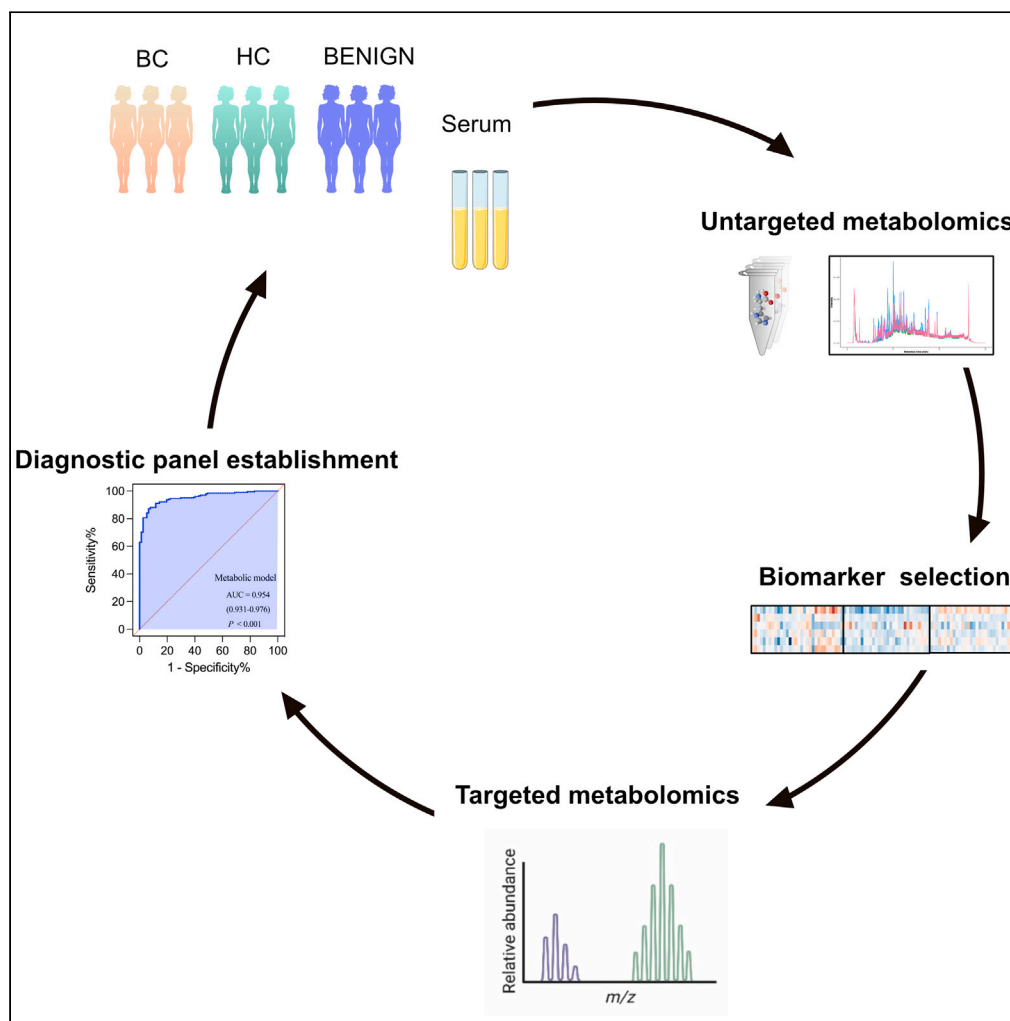 BC
HC
BENIGN
Serum
Untargeted metabolomics
Biomarker selection
Targeted metabolomics
Relative abundance
m/z
Diagnostic panel establishment
Sensitivity%
100
80
60
40
20
0
Metabolic model
AUC = 0.954
(0.931-0.976)
P < 0.001
0 20 40 60 80 100
1 - Specificity%